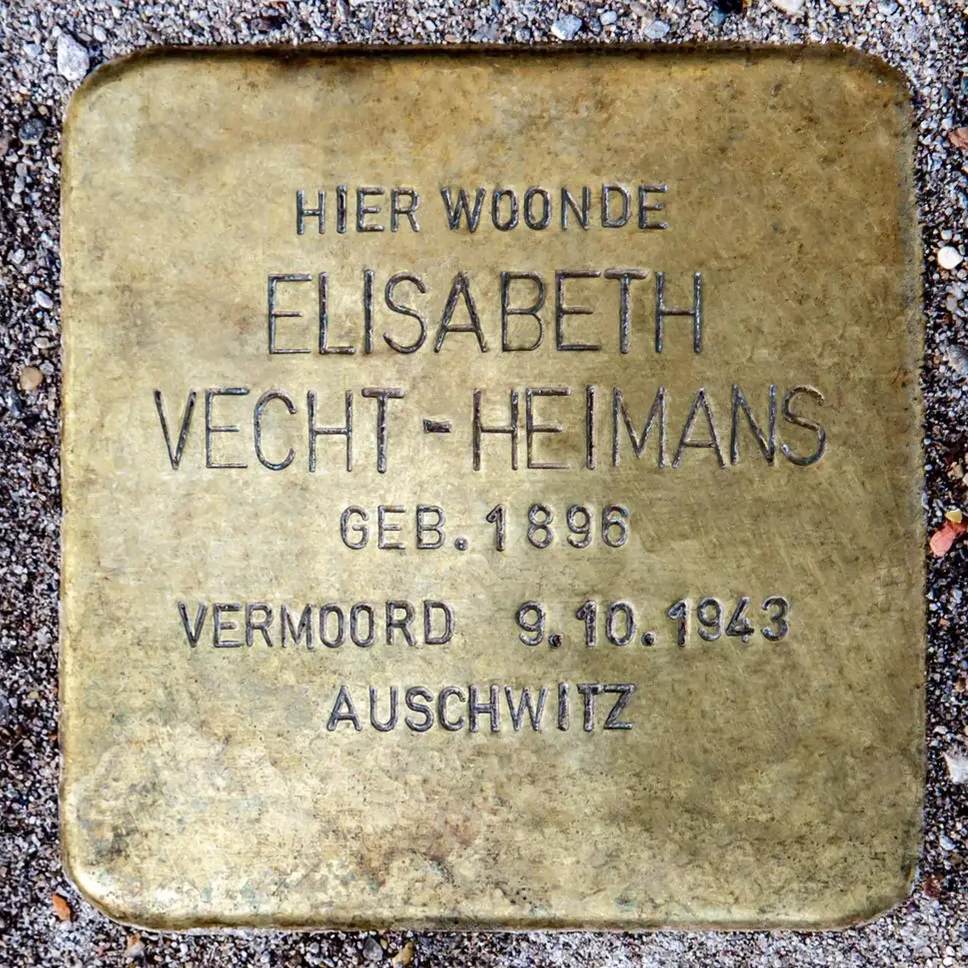 HIER WOONDE
ELISABETH
VECHT-HEIMANS
GEB. 1896
VERMOORD 9.10.1943
AUSCHWITZ